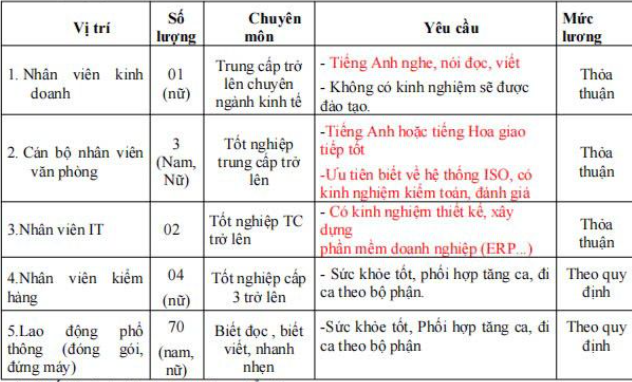 Vị trí
Số
lượng
Chuyên
môn
Yêu cầu
Mức
lương
1. Nhân viên kinh
doanh
01
(nữ)
Trung cấp trở
lên chuyên
ngành kinh tế
- Tiếng Anh nghe, nói đọc, viết
- Không có kinh nghiệm sẽ được
đào tạo.
Thỏa
thuận
2. Cán bộ nhân viên
văn phòng
3
(Nam,
Nữ)
Tốt nghiệp
trung cấp trở
lên
-Tiếng Anh hoặc tiếng Hoa giao
tiếp tốt
-Ưu tiên biết về hệ thống ISO, có
kinh nghiệm kiểm toán, đánh giá
Thỏa
thuận
3.Nhân viên IT
02
Tốt nghiệp TC
trở lên
- Có kinh nghiệm thiết kế, xây
dựng
phần mềm doanh nghiệp (ERP...)
Thỏa
thuận
4.Nhân viên kiểm
hàng
04
(nữ)
Tốt nghiệp cấp
3 trở lên
- Sức khỏe tốt, phối hợp tăng ca, đi
ca theo bộ phận.
Theo quy
định
5.Lao động phổ
thông (đóng gói,
đứng máy)
70
(nam,
nữ)
Biết đọc , biết
viết, nhanh
nhẹn
-Sức khỏe tốt, Phối hợp tăng ca, đi
ca theo bộ phận
Theo quy
định